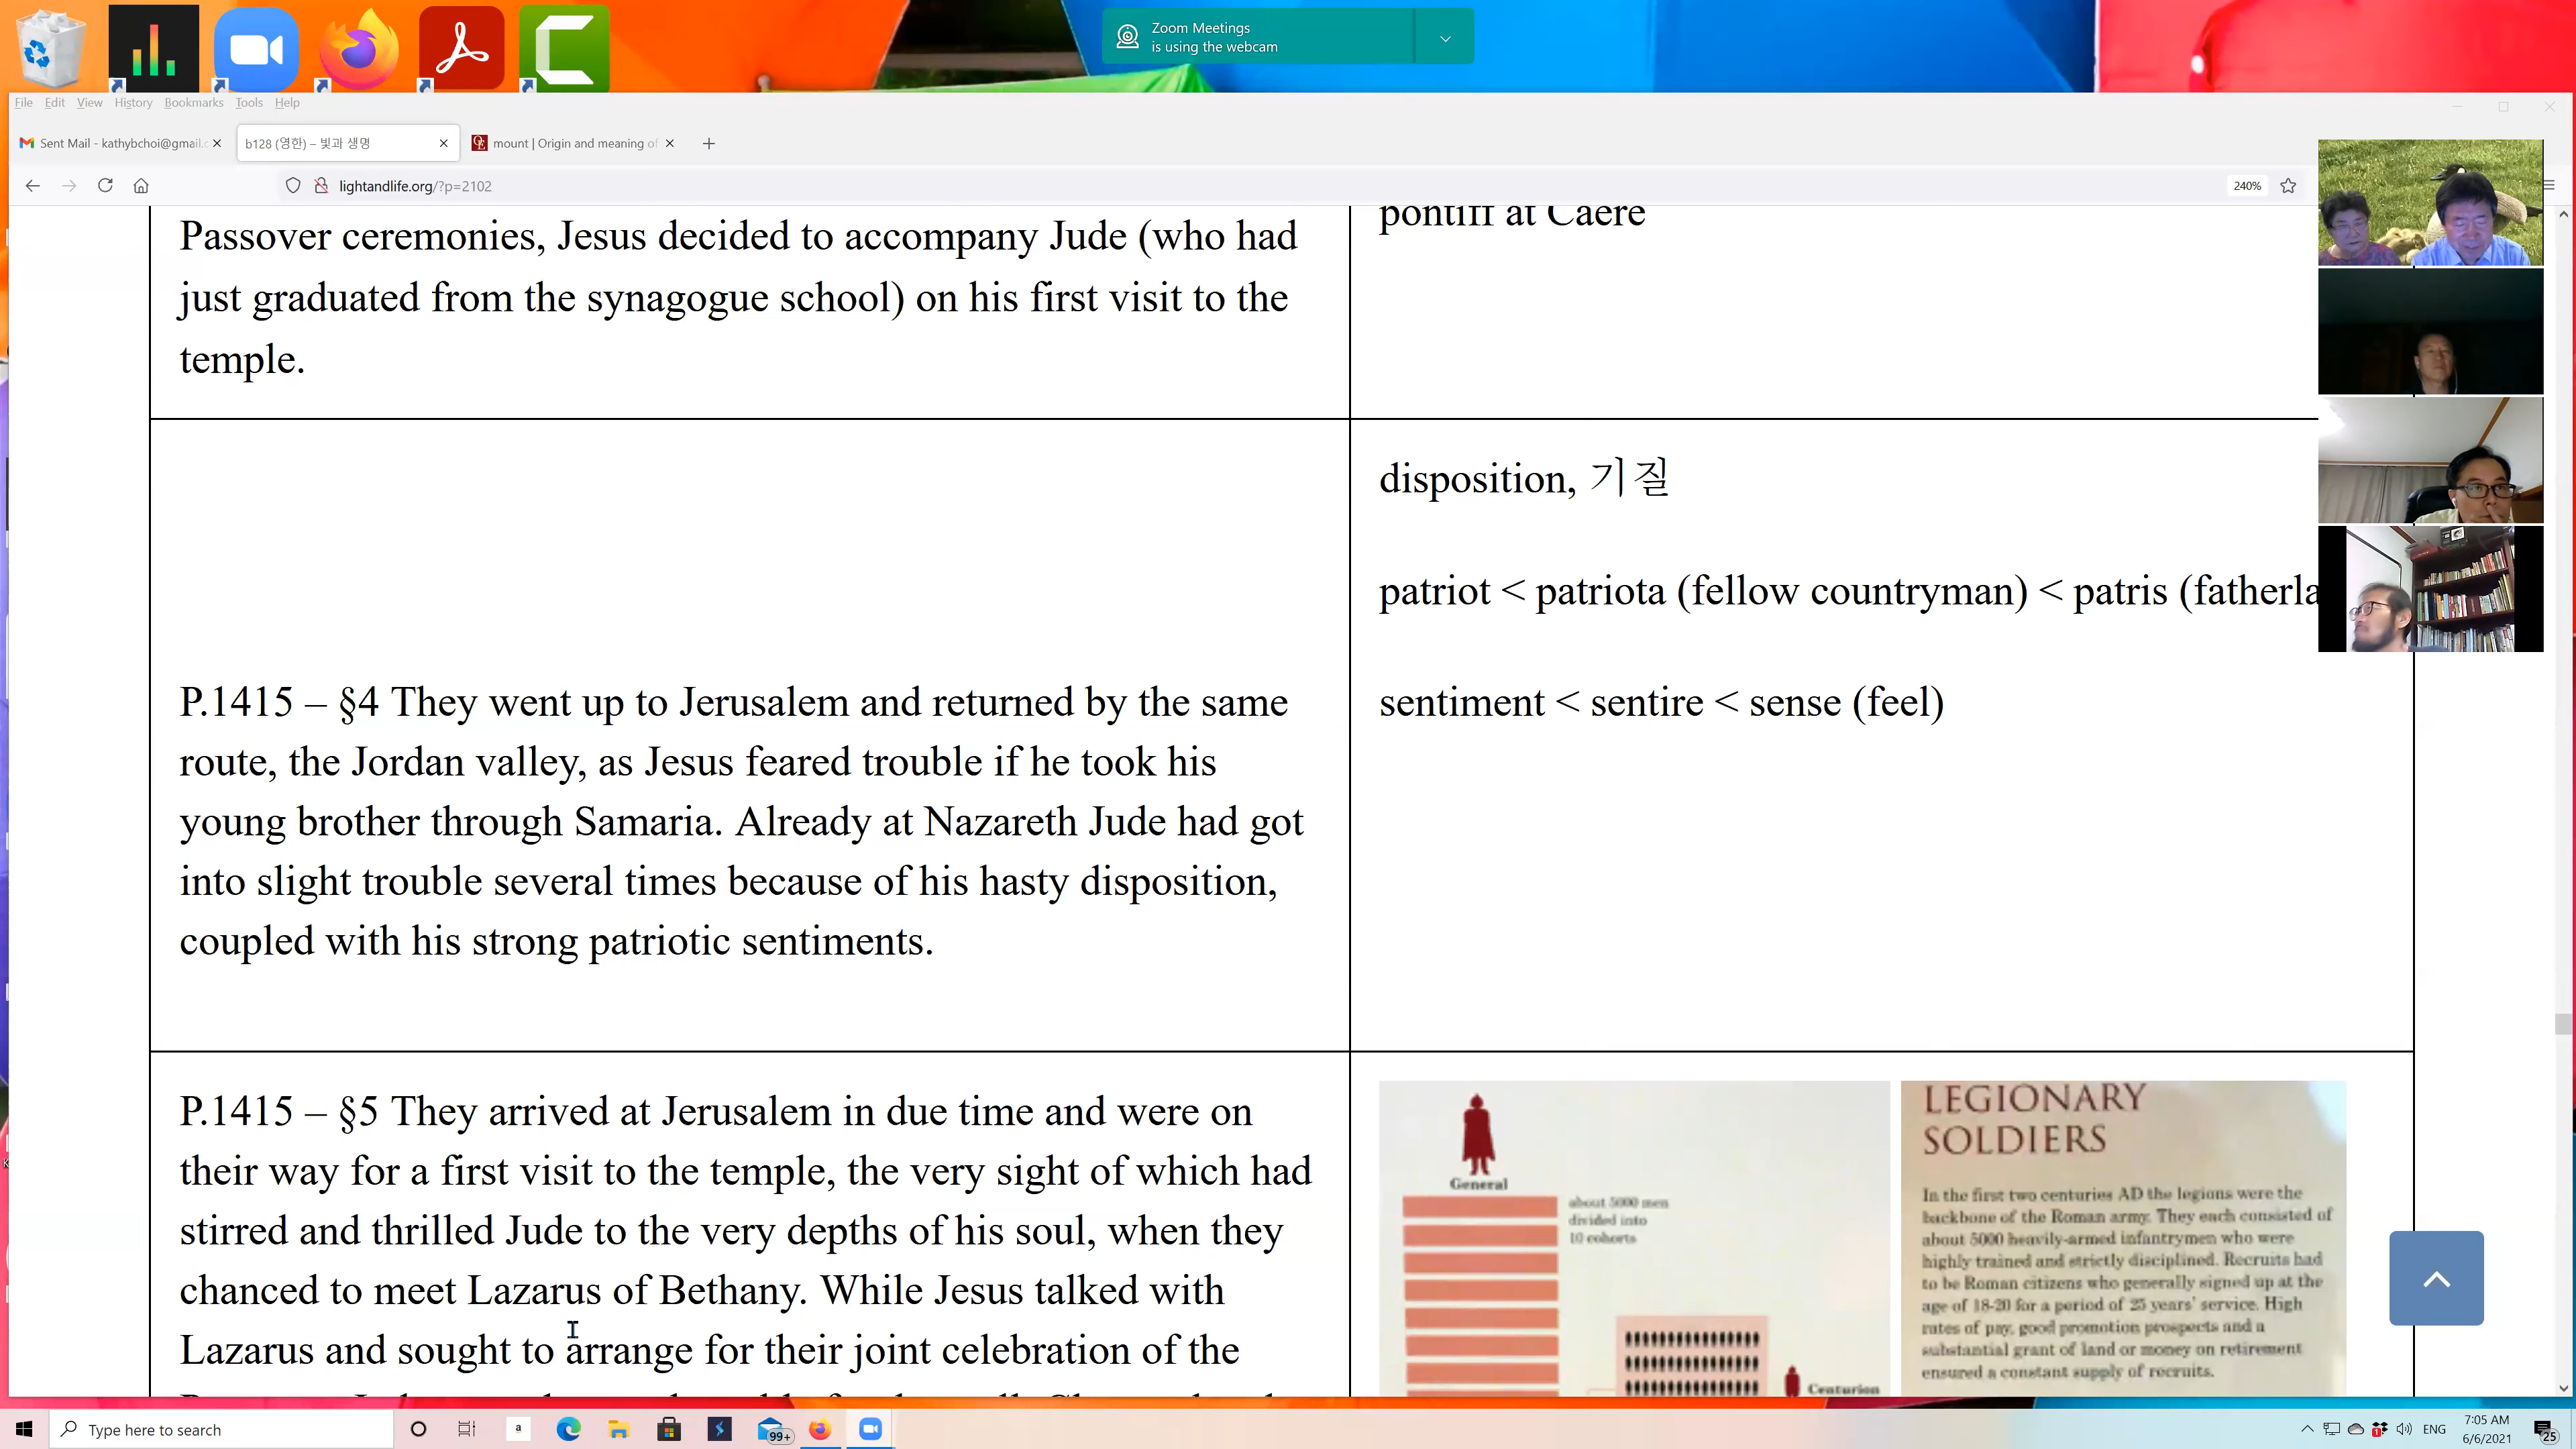 Zoom Meetings
is using the webcam
File Edit View History Bookmarks Tools Help
Sent Mail - kathybchoi@gmail.c
b128 (영한) – 빛과 생명
mount | Origin and meaning of
lightandlife.org/?p=2102
240%
Passover ceremonies, Jesus decided to accompany Jude (who had
just graduated from the synagogue school) on his first visit to the
temple.
pontiff at Caere
P.1415 – §4 They went up to Jerusalem and returned by the same
route, the Jordan valley, as Jesus feared trouble if he took his
young brother through Samaria. Already at Nazareth Jude had got
into slight trouble several times because of his hasty disposition,
coupled with his strong patriotic sentiments.
disposition, 기질
patriot < patriota (fellow countryman) < patris (fatherla
sentiment < sentire < sense (feel)
P.1415 – §5 They arrived at Jerusalem in due time and were on
their way for a first visit to the temple, the very sight of which had
stirred and thrilled Jude to the very depths of his soul, when they
chanced to meet Lazarus of Bethany. While Jesus talked with
Lazarus and sought to arrange for their joint celebration of the
General
about 5000 men
divided into
10 cohorts
Centurion
LEGIONARY
SOLDIERS
In the first two centuries AD the legions were the
backbone of the Roman army. They each consisted of
about 5000 heavily-armed infantrymen who were
highly trained and strictly disciplined. Recruits had
to be Roman citizens who generally signed up at the
age of 18-20 for a period of 25 years' service. High
rates of pay, good promotion prospects and a
substantial grant of land or money on retirement
ensured a constant supply of recruits.
Type here to search
a
99+
1
ENG
7:05 AM
6/6/2021
25